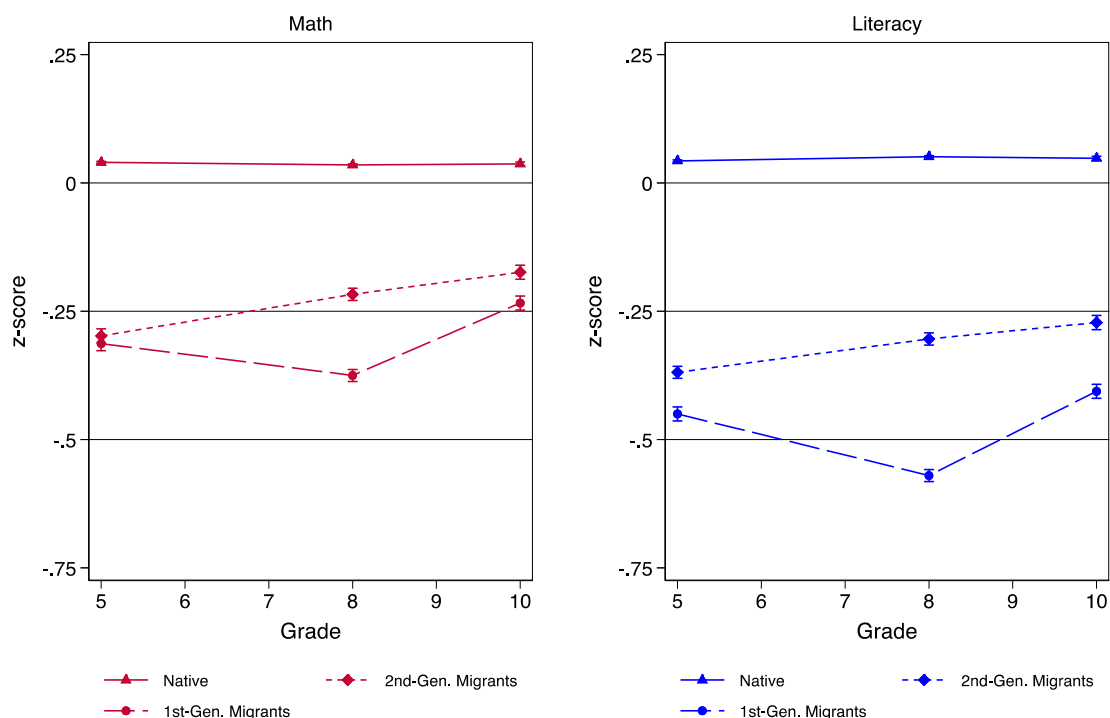 Math
.25
0
-.25
-.5
-.75
z-score
5 6 7 8 9 10
Grade
Native
2nd-Gen. Migrants
1st-Gen. Migrants
Literacy
.25
0
-.25
-.5
-.75
z-score
5 6 7 8 9 10
Grade
Native
2nd-Gen. Migrants
1st-Gen. Migrants